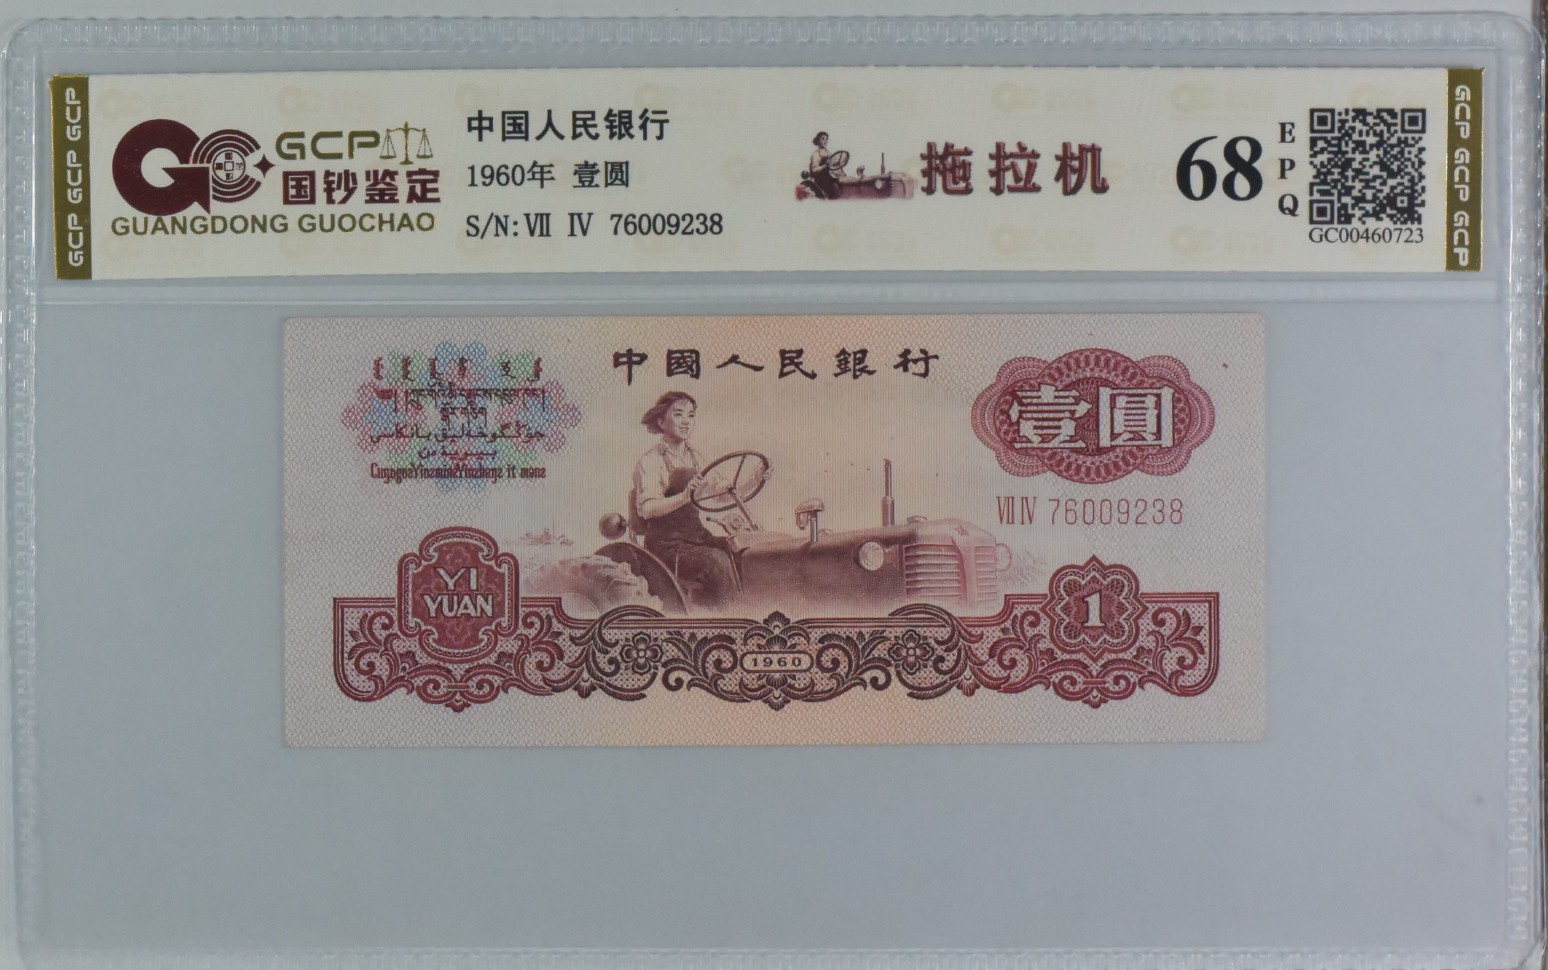 GCP GCP GCP
GCP
国钞鉴定
GUANGDONG GUOCHAO
中国人民银行
1960年 壹圆
S/N: Ⅶ Ⅳ 76009238
拖拉机
68
E
P
Q
GC00460723
GCP GCP GCP
中國人民銀行
壹圓
Ⅶ Ⅳ 76009238
YI
YUAN
1
1960